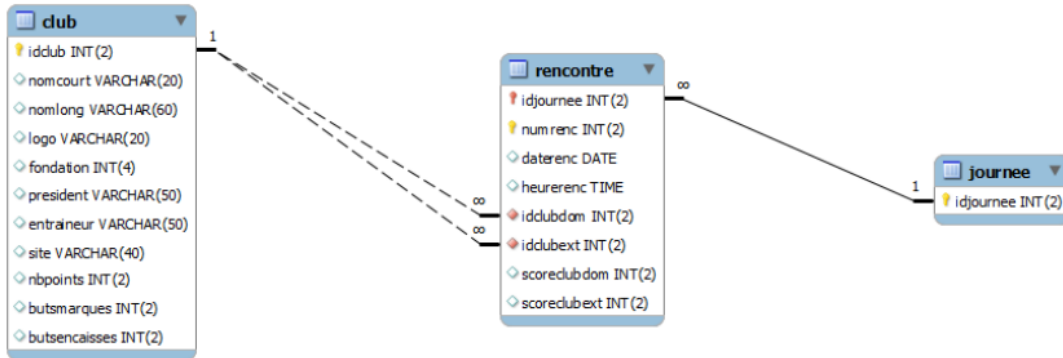 club
idclub INT(2)
nomcourt VARCHAR(20)
nomlong VARCHAR(60)
logo VARCHAR(20)
fondation INT(4)
president VARCHAR(50)
entraineur VARCHAR(50)
site VARCHAR(40)
nbpoints INT(2)
butsmarques INT(2)
butsencaisses INT(2)
1
∞
∞
rencontre
idjournee INT(2)
numrenc INT(2)
daterenc DATE
heurerenc TIME
idclubdom INT(2)
idclubext INT(2)
scoreclubdom INT(2)
scoreclubext INT(2)
∞
1
journee
idjournee INT(2)